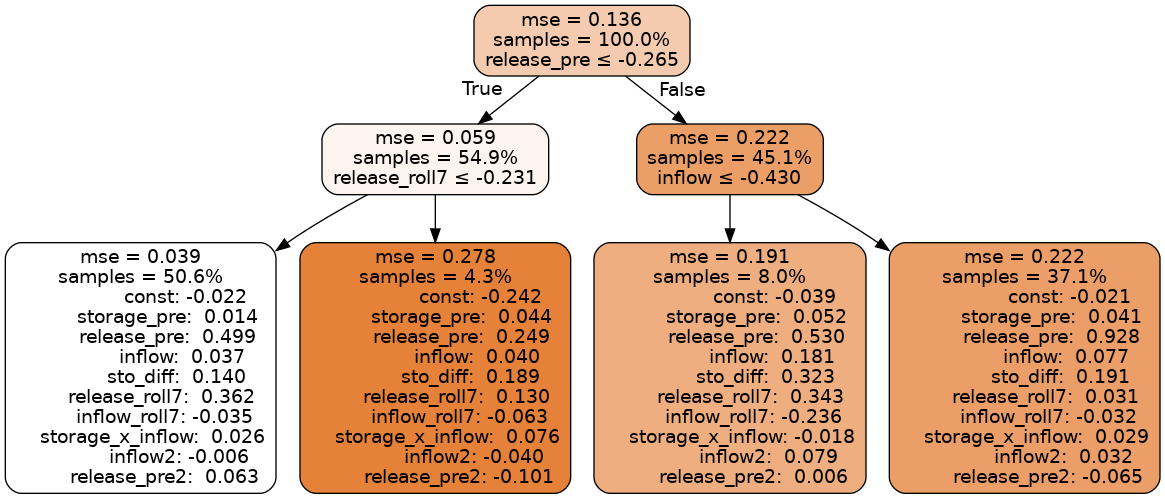 mse = 0.136
samples = 100.0%
release_pre ≤ -0.265
True
False
mse = 0.059
samples = 54.9%
release_roll7 ≤ -0.231
mse = 0.222
samples = 45.1%
inflow ≤ -0.430
mse = 0.039
samples = 50.6%
const: -0.022
storage_pre: 0.014
release_pre: 0.499
inflow: 0.037
sto_diff: 0.140
release_roll7: 0.362
inflow_roll7: -0.035
storage_x_inflow: 0.026
inflow2: -0.006
release_pre2: 0.063
mse = 0.278
samples = 4.3%
const: -0.242
storage_pre: 0.044
release_pre: 0.249
inflow: 0.040
sto_diff: 0.189
release_roll7: 0.130
inflow_roll7: -0.063
storage_x_inflow: 0.076
inflow2: -0.040
release_pre2: -0.101
mse = 0.191
samples = 8.0%
const: -0.039
storage_pre: 0.052
release_pre: 0.530
inflow: 0.181
sto_diff: 0.323
release_roll7: 0.343
inflow_roll7: -0.236
storage_x_inflow: -0.018
inflow2: 0.079
release_pre2: 0.006
mse = 0.222
samples = 37.1%
const: -0.021
storage_pre: 0.041
release_pre: 0.928
inflow: 0.077
sto_diff: 0.191
release_roll7: 0.031
inflow_roll7: -0.032
storage_x_inflow: 0.029
inflow2: 0.032
release_pre2: -0.065